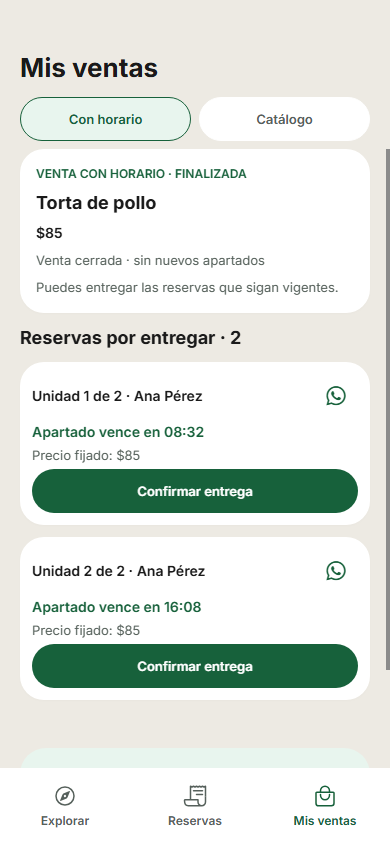 Mis ventas
Con horario
Catálogo
VENTA CON HORARIO · FINALIZADA
Torta de pollo
$85
Venta cerrada · sin nuevos apartados
Puedes entregar las reservas que sigan vigentes.
Reservas por entregar · 2
Unidad 1 de 2 · Ana Pérez
Apartado vence en 08:32
Precio fijado: $85
Confirmar entrega
Unidad 2 de 2 · Ana Pérez
Apartado vence en 16:08
Precio fijado: $85
Confirmar entrega
Explorar
Reservas
Mis ventas